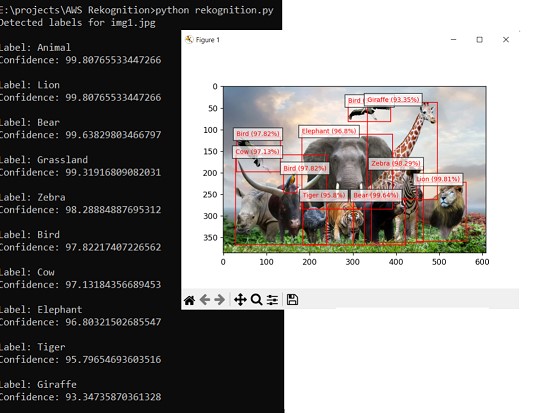 E:\projects\AWS Rekognition>python rekognition.py
Detected labels for img1.jpg
Label: Animal
Confidence: 99.80765533447266
Label: Lion
Confidence: 99.80765533447266
Label: Bear
Confidence: 99.63829803466797
Label: Grassland
Confidence: 99.31916809082031
Label: Zebra
Confidence: 98.28884887695312
Label: Bird
Confidence: 97.82217407226562
Label: Cow
Confidence: 97.13184356689453
Label: Elephant
Confidence: 96.80321502685547
Label: Tiger
Confidence: 95.79654693603516
Label: Giraffe
Confidence: 93.34735870361328
Figure 1
0
50
100
150
200
250
300
350
Bird
Giraffe (93.35%)
Bird (97.82%)
Elephant (96.8%)
Cow (97.13%)
Bird (97.82%)
Zebra (98.29%)
Lion (99.81%)
Tiger (95.8%)
Bear (99.64%)
0 100 200 300 400 500 600